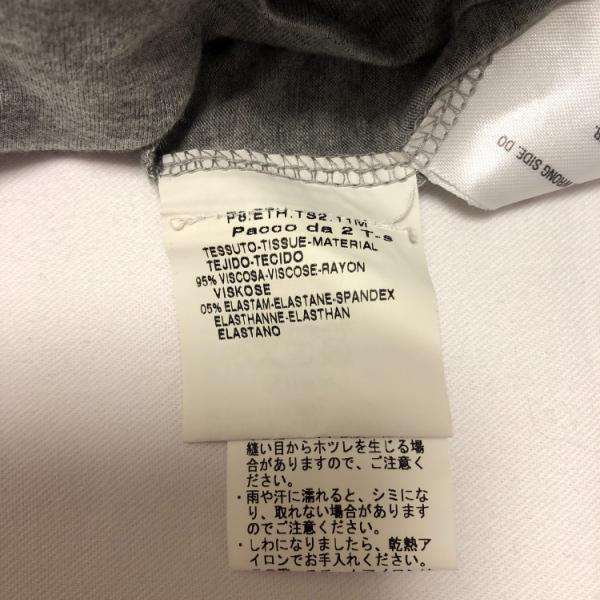 P8.ETH.TS2.11M
Pacco da 2 T-s
TESSUTO-TISSUE-MATERIAL
TEJIDO-TECIDO
95% VISCOSA-VISCOSE-RAYON
VISKOSE
05% ELASTAM-ELASTANE-SPANDEX
ELASTHANNE-ELASTHAN
ELASTANO
縫い目からホツレを生じる場
合がありますので、ご注意く
ださい。
・雨や汗に濡れると、シミにな
り、取れない場合があります
のでご注意ください。
・しわになりましたら、乾熱ア
イロンでお手入れください。
WRONG SIDE. DO